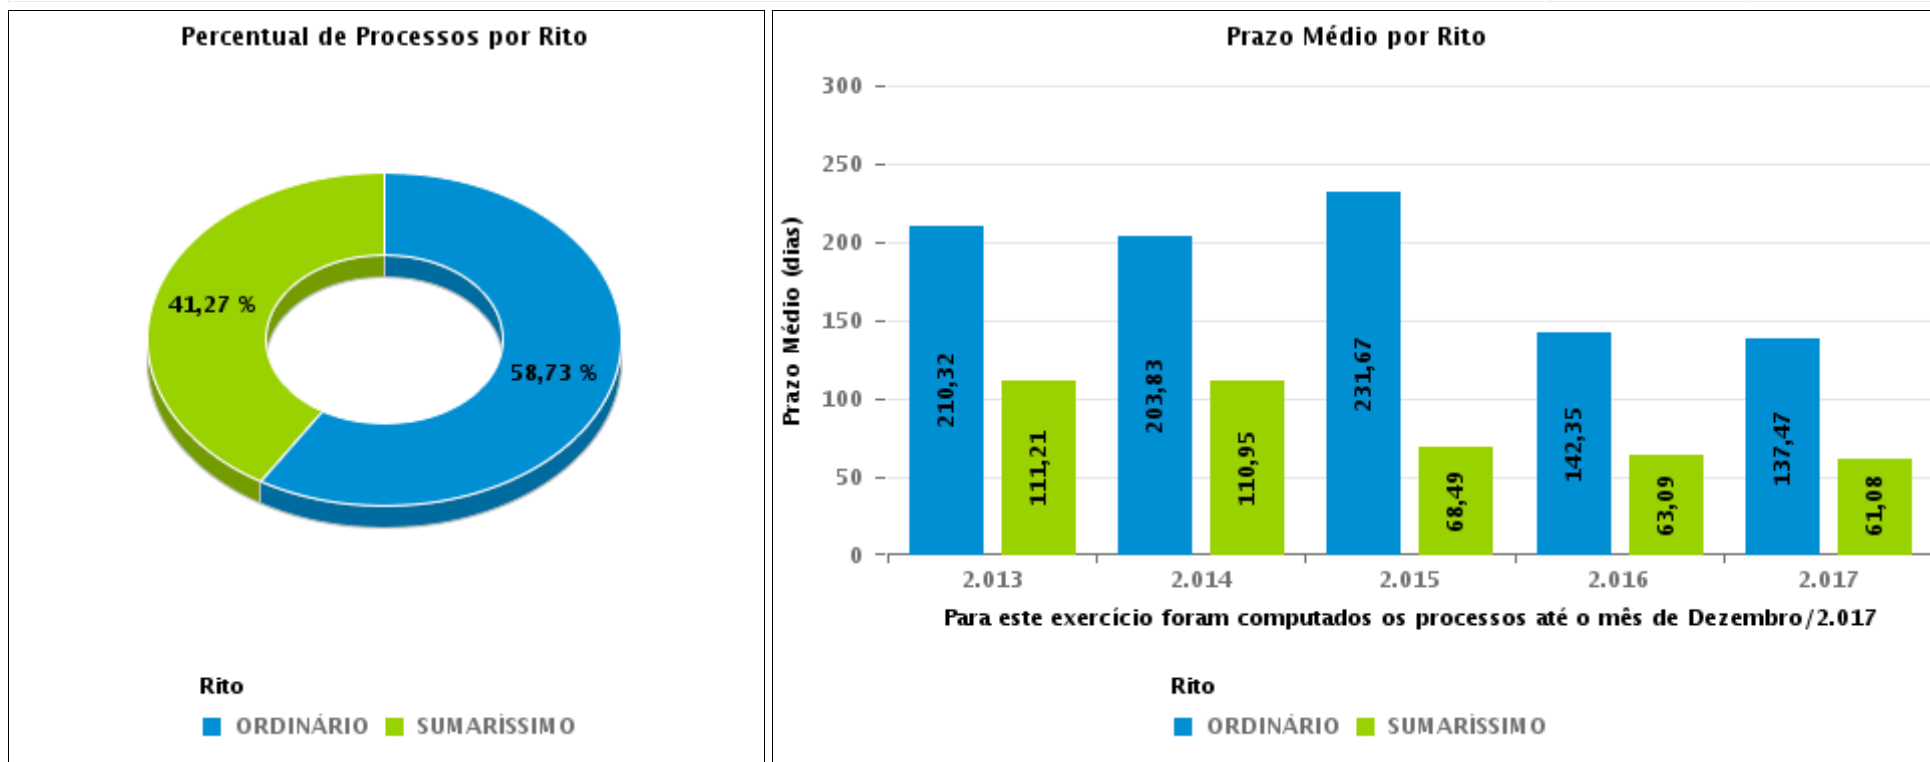 Percentual de Processos por Rito
41,27 %
58,73 %
Rito
ORDINÁRIO SUMARÍSSIMO
Prazo Médio por Rito
Prazo Médio (dias)
300
250
200
150
100
50
0
210,32
111,21
203,83
110,95
231,67
68,49
142,35
63,09
137,47
61,08
2.013 2.014 2.015 2.016 2.017
Para este exercício foram computados os processos até o mês de Dezembro/2.017
Rito
ORDINÁRIO SUMARÍSSIMO